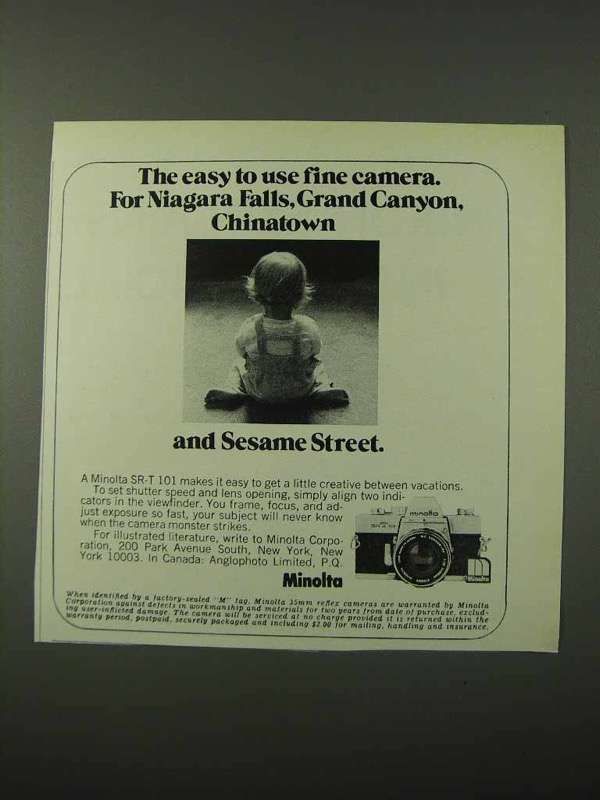 The easy to use fine camera.
For Niagara Falls, Grand Canyon,
Chinatown
and Sesame Street.
A Minolta SR-T 101 makes it easy to get a little creative between vacations.
To set shutter speed and lens opening, simply align two indi-
cators in the viewfinder. You frame, focus, and ad-
just exposure so fast, your subject will never know
when the camera monster strikes.
For illustrated literature, write to Minolta Corpo-
ration, 200 Park Avenue South, New York, New
York 10003. In Canada: Anglophoto Limited, P.Q.
minolta
Minolta
When identified by a factory-sealed "M" tag, Minolta 35mm reflex cameras are warranted by Minolta
Corporation against defects in workmanship and materials for two years from date of purchase, exclud-
ing user-inflicted damage. The camera will be serviced at no charge provided it is returned within the
warranty period, postpaid, securely packaged and including $2.00 for mailing, handling and insurance.